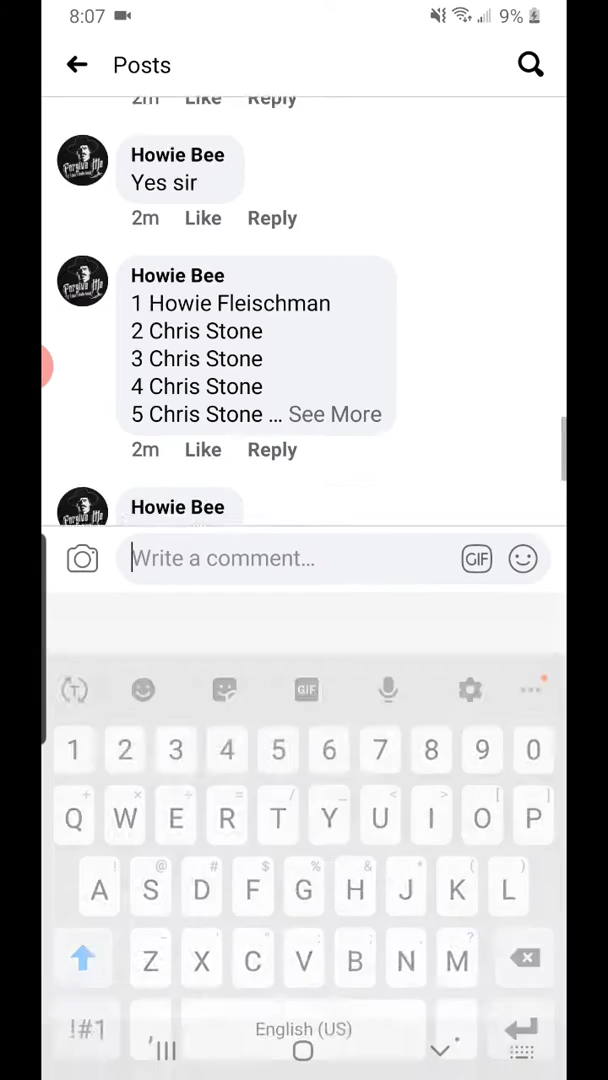 8:07 9%
Posts
2m Like Reply
Howie Bee
Yes sir
2m Like Reply
Howie Bee
1 Howie Fleischman
2 Chris Stone
3 Chris Stone
4 Chris Stone
5 Chris Stone ... See More
2m Like Reply
Howie Bee
Write a comment...
GIF
T GIF
1 2 3 4 5 6 7 8 9 0
Q W E R T Y U I O P
A S D F G H J K L
Z X C V B N M
!#1 , English (US) .